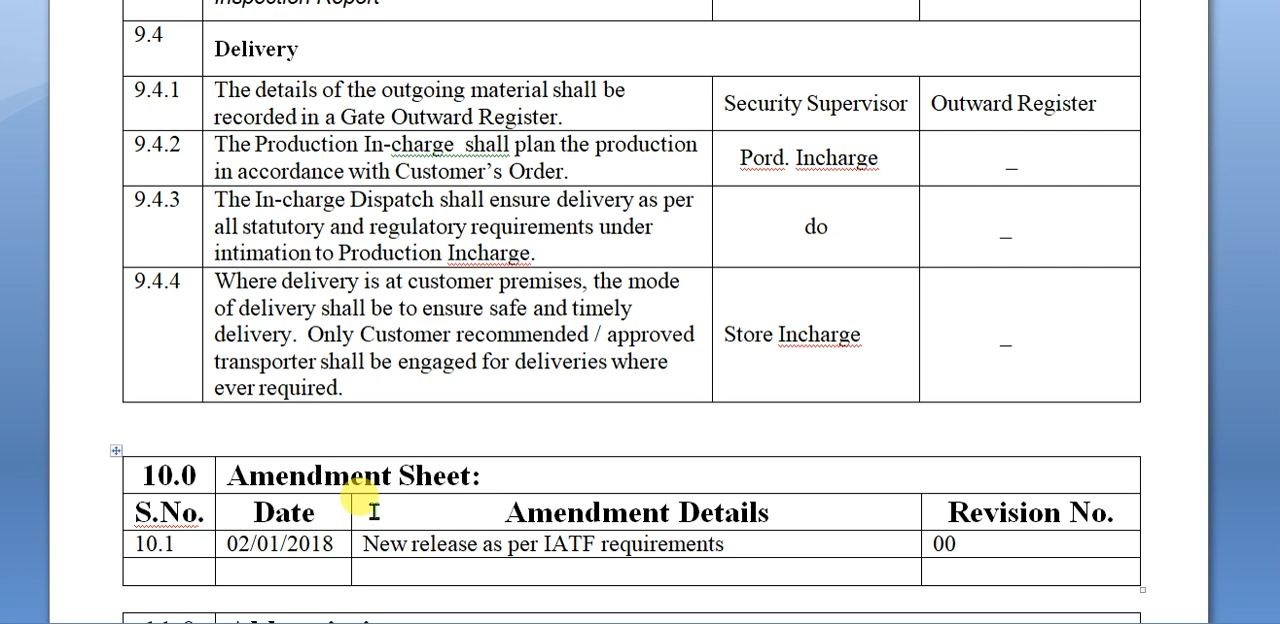 Inspection Report
9.4
Delivery
9.4.1
The details of the outgoing material shall be
recorded in a Gate Outward Register.
Security Supervisor
Outward Register
9.4.2
The Production In-charge  shall plan the production
in accordance with Customer’s Order.
Pord. Incharge
_
9.4.3
The In-charge Dispatch shall ensure delivery as per
all statutory and regulatory requirements under
intimation to Production Incharge.
do
_
9.4.4
Where delivery is at customer premises, the mode
of delivery shall be to ensure safe and timely
delivery.  Only Customer recommended / approved
transporter shall be engaged for deliveries where
ever required.
Store Incharge
_
10.0 Amendment Sheet:
S.No. Date Amendment Details Revision No.
10.1 02/01/2018 New release as per IATF requirements 00